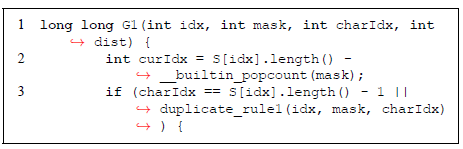 1 long long G1(int idx, int mask, int charIdx, int
↪ dist) {
2 int curIdx = S[idx].length() -
↪ __builtin_popcount(mask);
3 if (charIdx == S[idx].length() - 1 ||
↪ duplicate_rule1(idx, mask, charIdx)
↪ ) {